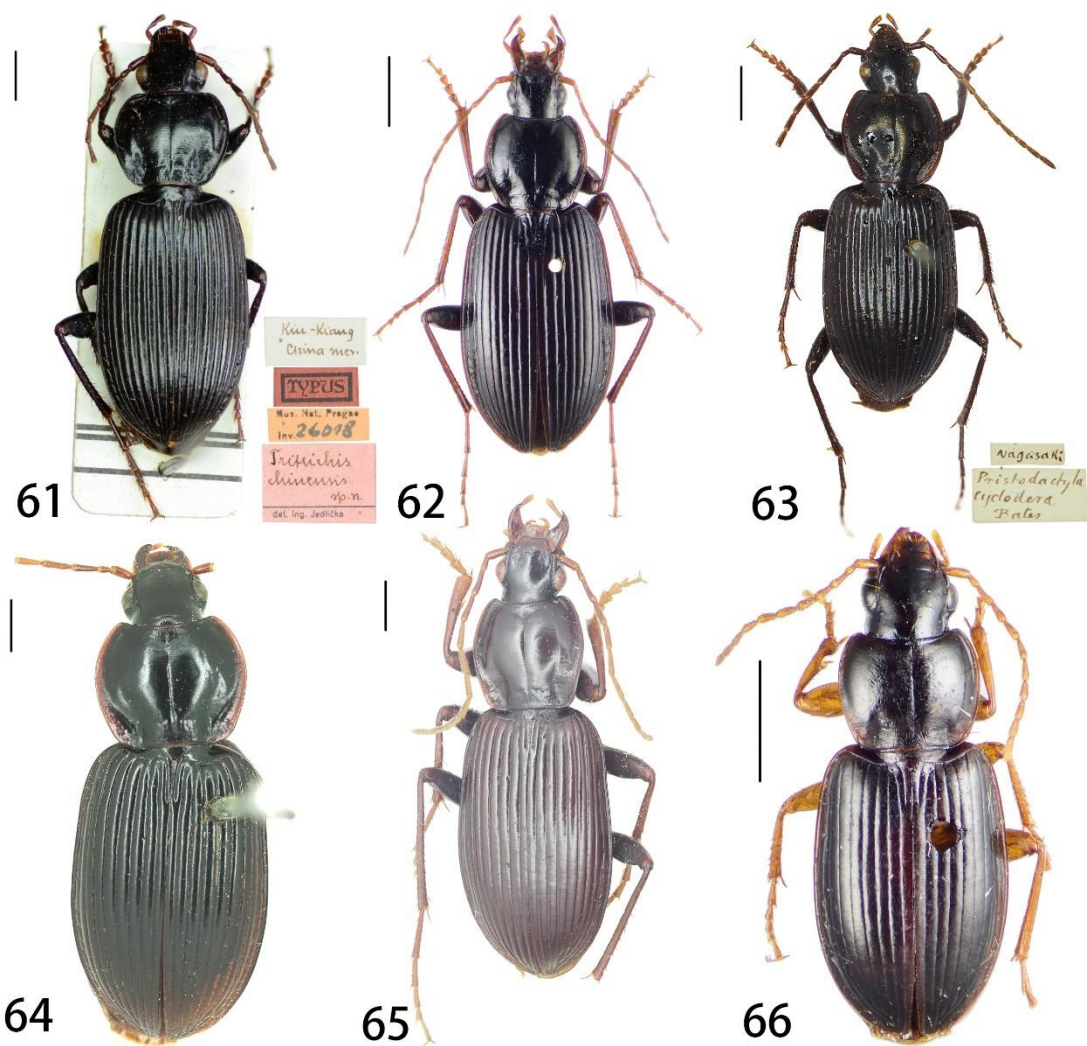 Kiu-Kiang
China mer.
TYPUS
Mus. Nat. Pragae
Inv. 26018
Tritrichis
chinensis
sp.n.
det. Ing. Jedlička
61
62
Nagasaki
Pristodactyla
cyclodera
Bates
63
64
65
66